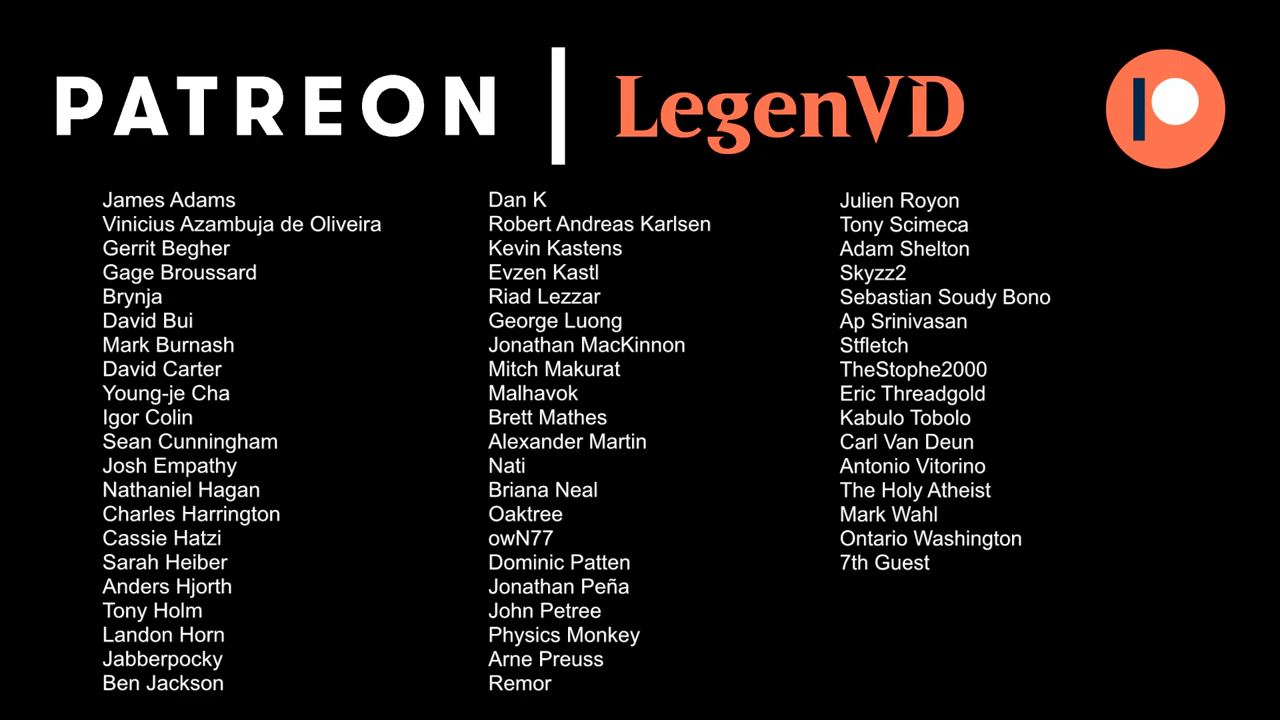 PATREON | LegenVD
James Adams
Vinicius Azambuja de Oliveira
Gerrit Begher
Gage Broussard
Brynja
David Bui
Mark Burnash
David Carter
Young-je Cha
Igor Colin
Sean Cunningham
Josh Empathy
Nathaniel Hagan
Charles Harrington
Cassie Hatzi
Sarah Heiber
Anders Hjorth
Tony Holm
Landon Horn
Jabberpocky
Ben Jackson
Dan K
Robert Andreas Karlsen
Kevin Kastens
Evzen Kastl
Riad Lezzar
George Luong
Jonathan MacKinnon
Mitch Makurat
Malhavok
Brett Mathes
Alexander Martin
Nati
Briana Neal
Oaktree
owN77
Dominic Patten
Jonathan Peña
John Petree
Physics Monkey
Arne Preuss
Remor
Julien Royon
Tony Scimeca
Adam Shelton
Skyzz2
Sebastian Soudy Bono
Ap Srinivasan
Stfletch
TheStophe2000
Eric Threadgold
Kabulo Tobolo
Carl Van Deun
Antonio Vitorino
The Holy Atheist
Mark Wahl
Ontario Washington
7th Guest